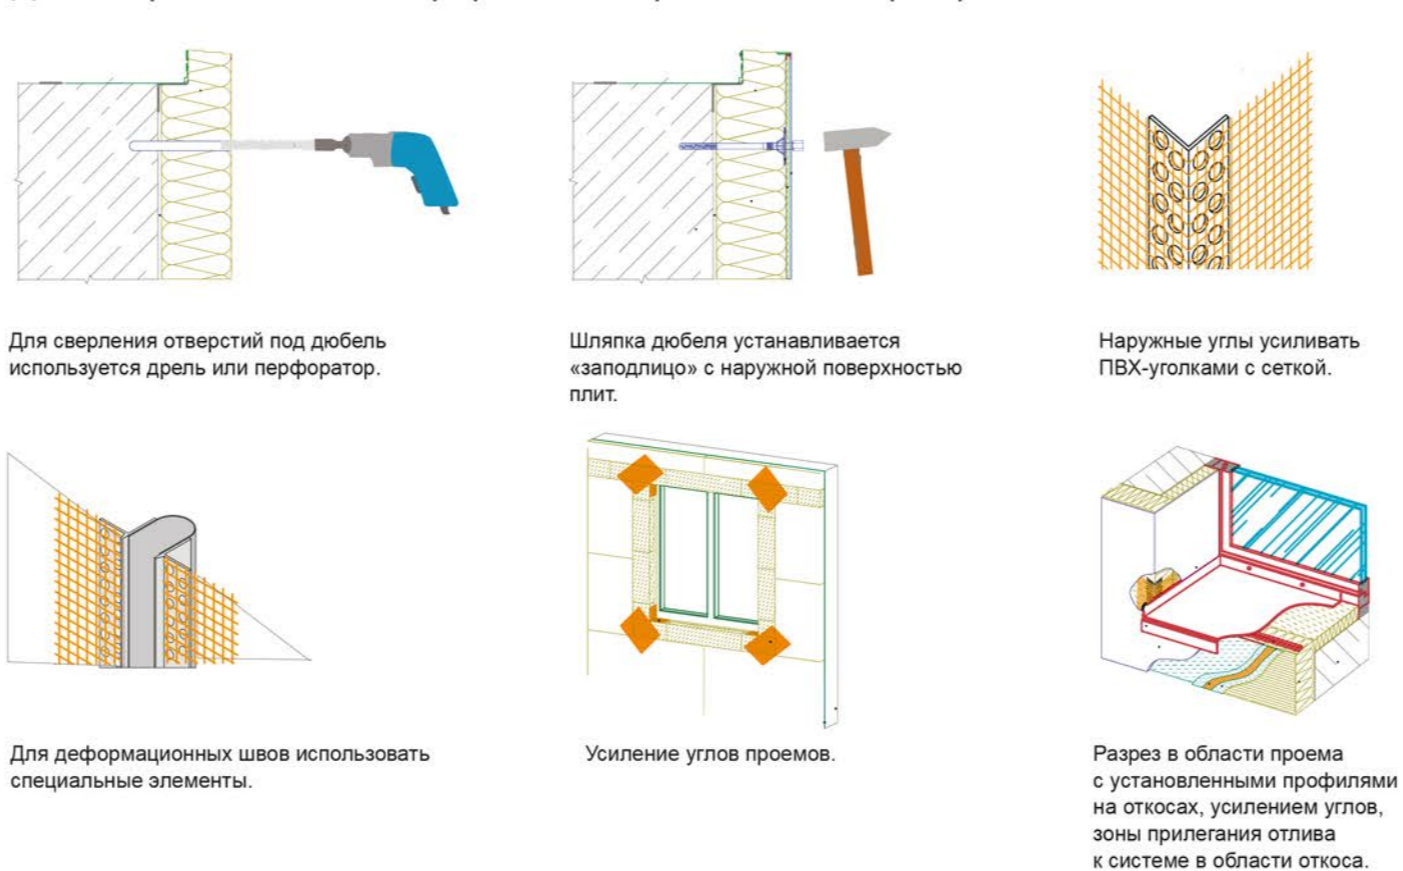 Для сверления отверстий под дюбель
используется дрель или перфоратор.
Шляпка дюбеля устанавливается
«заподлицо» с наружной поверхностью
плит.
Наружные углы усиливать
ПВХ-уголками с сеткой.
Для деформационных швов использовать
специальные элементы.
Усиление углов проемов.
Разрез в области проема
с установленными профилями
на откосах, усилением углов,
зоны прилегания отлива
к системе в области откоса.